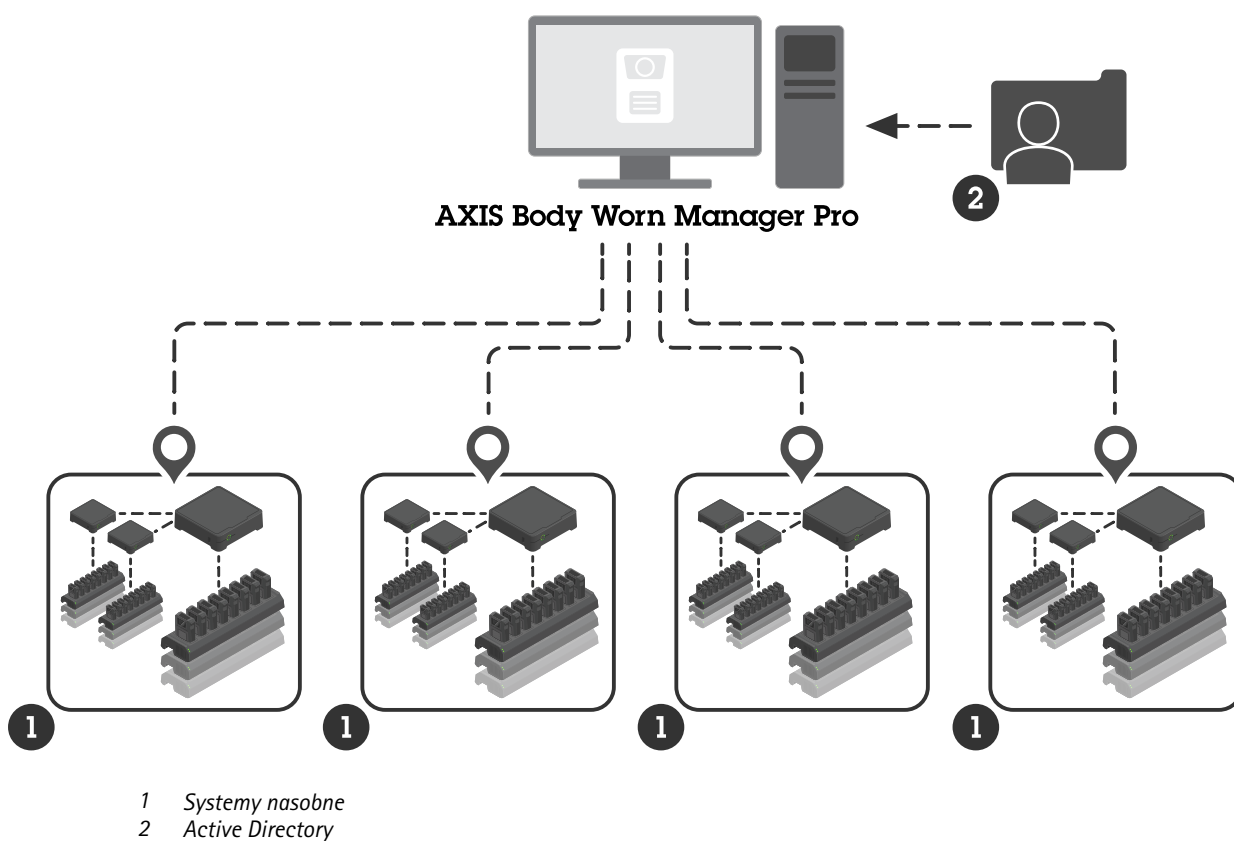 2
AXIS Body Worn Manager Pro
1 1 1 1
1 Systemy nasobne
2 Active Directory